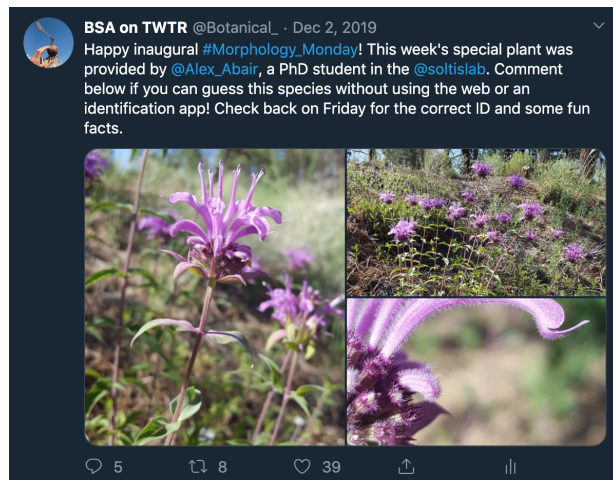 BSA on TWTR @Botanical_ · Dec 2, 2019
Happy inaugural #Morphology_Monday! This week's special plant was
provided by @Alex_Abair, a PhD student in the @soltislab. Comment
below if you can guess this species without using the web or an
identification app! Check back on Friday for the correct ID and some fun
facts.
5 8 39